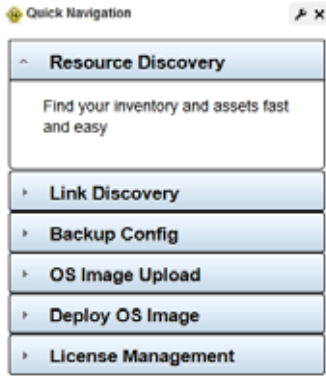 Quick Navigation
Resource Discovery
Find your inventory and assets fast
and easy
Link Discovery
Backup Config
OS Image Upload
Deploy OS Image
License Management